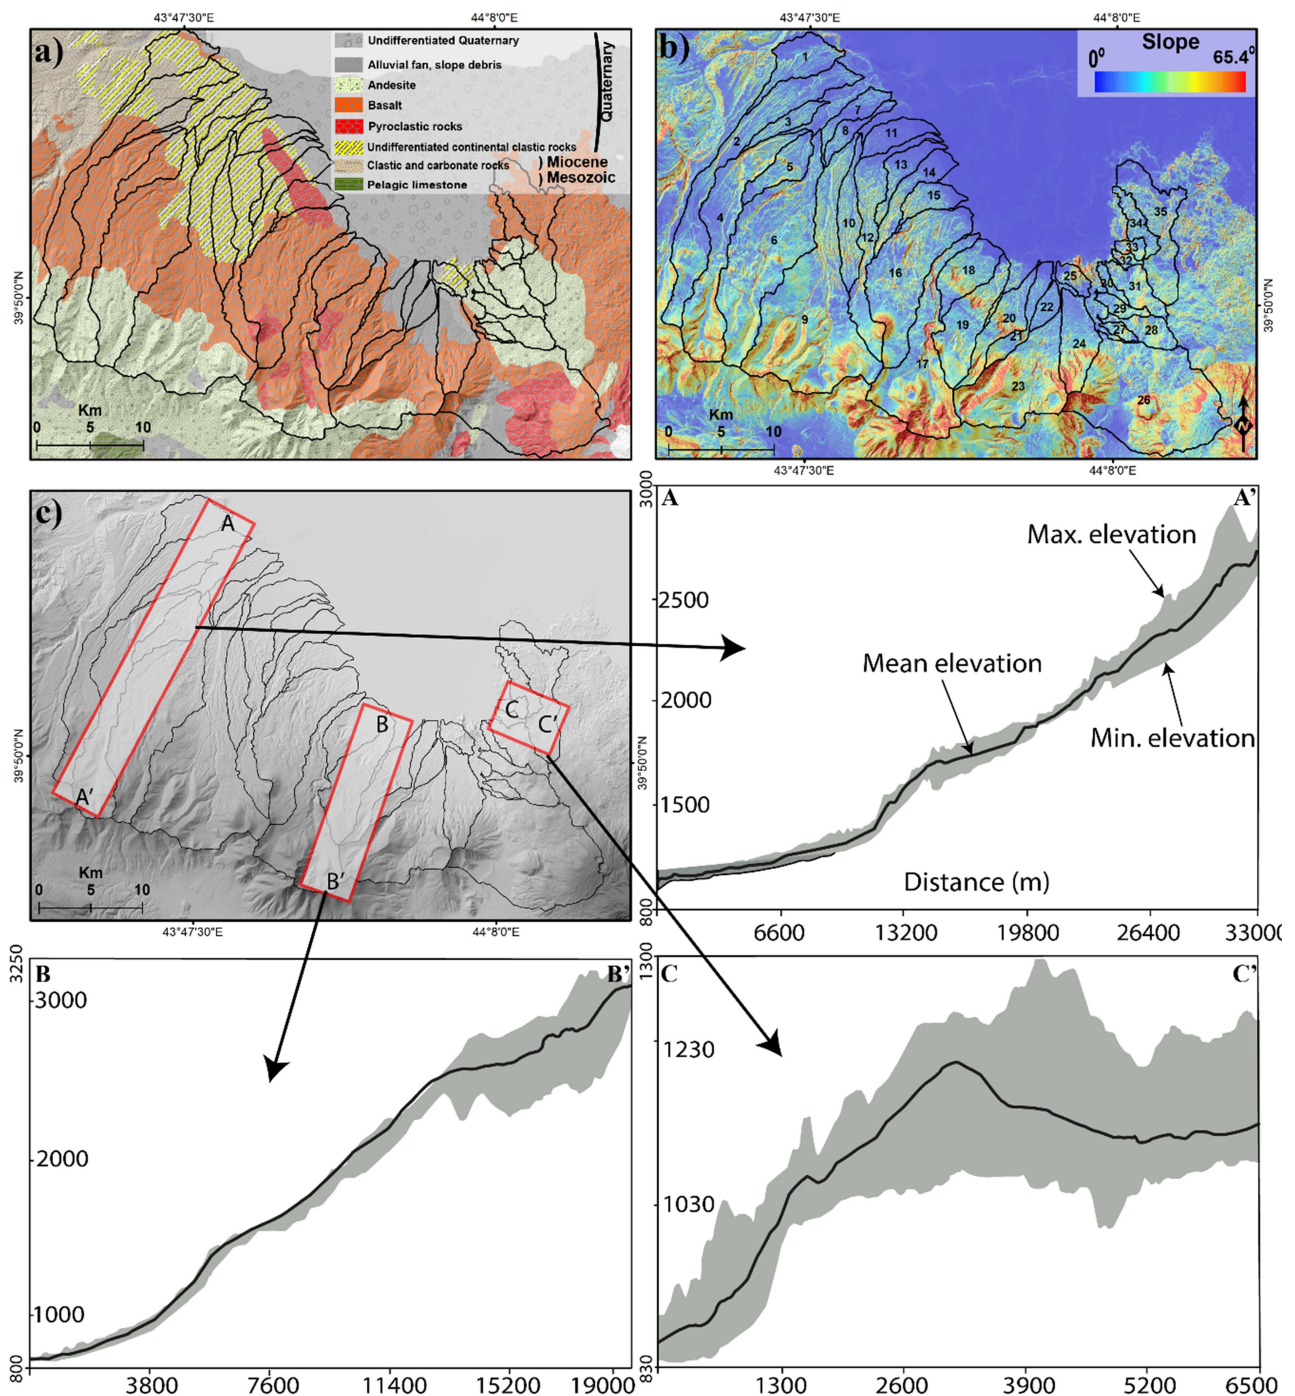 43°47'30"E
44°8'0"E
43°47'30"E
44°8'0"E
a)
Undifferentiated Quaternary
Alluvial fan, slope debris
Andesite
Basalt
Pyroclastic rocks
Undifferentiated continental clastic rocks
Clastic and carbonate rocks
Pelagic limestone
Quaternary
) Miocene
) Mesozoic
39°50'0"N
Km
0 5 10
b)
Slope
0⁰ 65.4⁰
1
2
3
4
5
6
7
8
9
10
11
12
13
14
15
16
17
18
19
20
21
22
23
24
25
26
27
28
29
30
31
32
33
34
35
39°50'0"N
Km
0 5 10
N
43°47'30"E
44°8'0"E
c)
A
A'
B
B'
C
C'
39°50'0"N
Km
0 5 10
43°47'30"E
44°8'0"E
A
A'
3000
2500
2000
1500
800
39°50'0"N
Max. elevation
Mean elevation
Min. elevation
Distance (m)
6600 13200 19800 26400 33000
B
B'
3250
3000
2000
1000
800
3800 7600 11400 15200 19000
C
C'
1300
1230
1030
830
1300 2600 3900 5200 6500